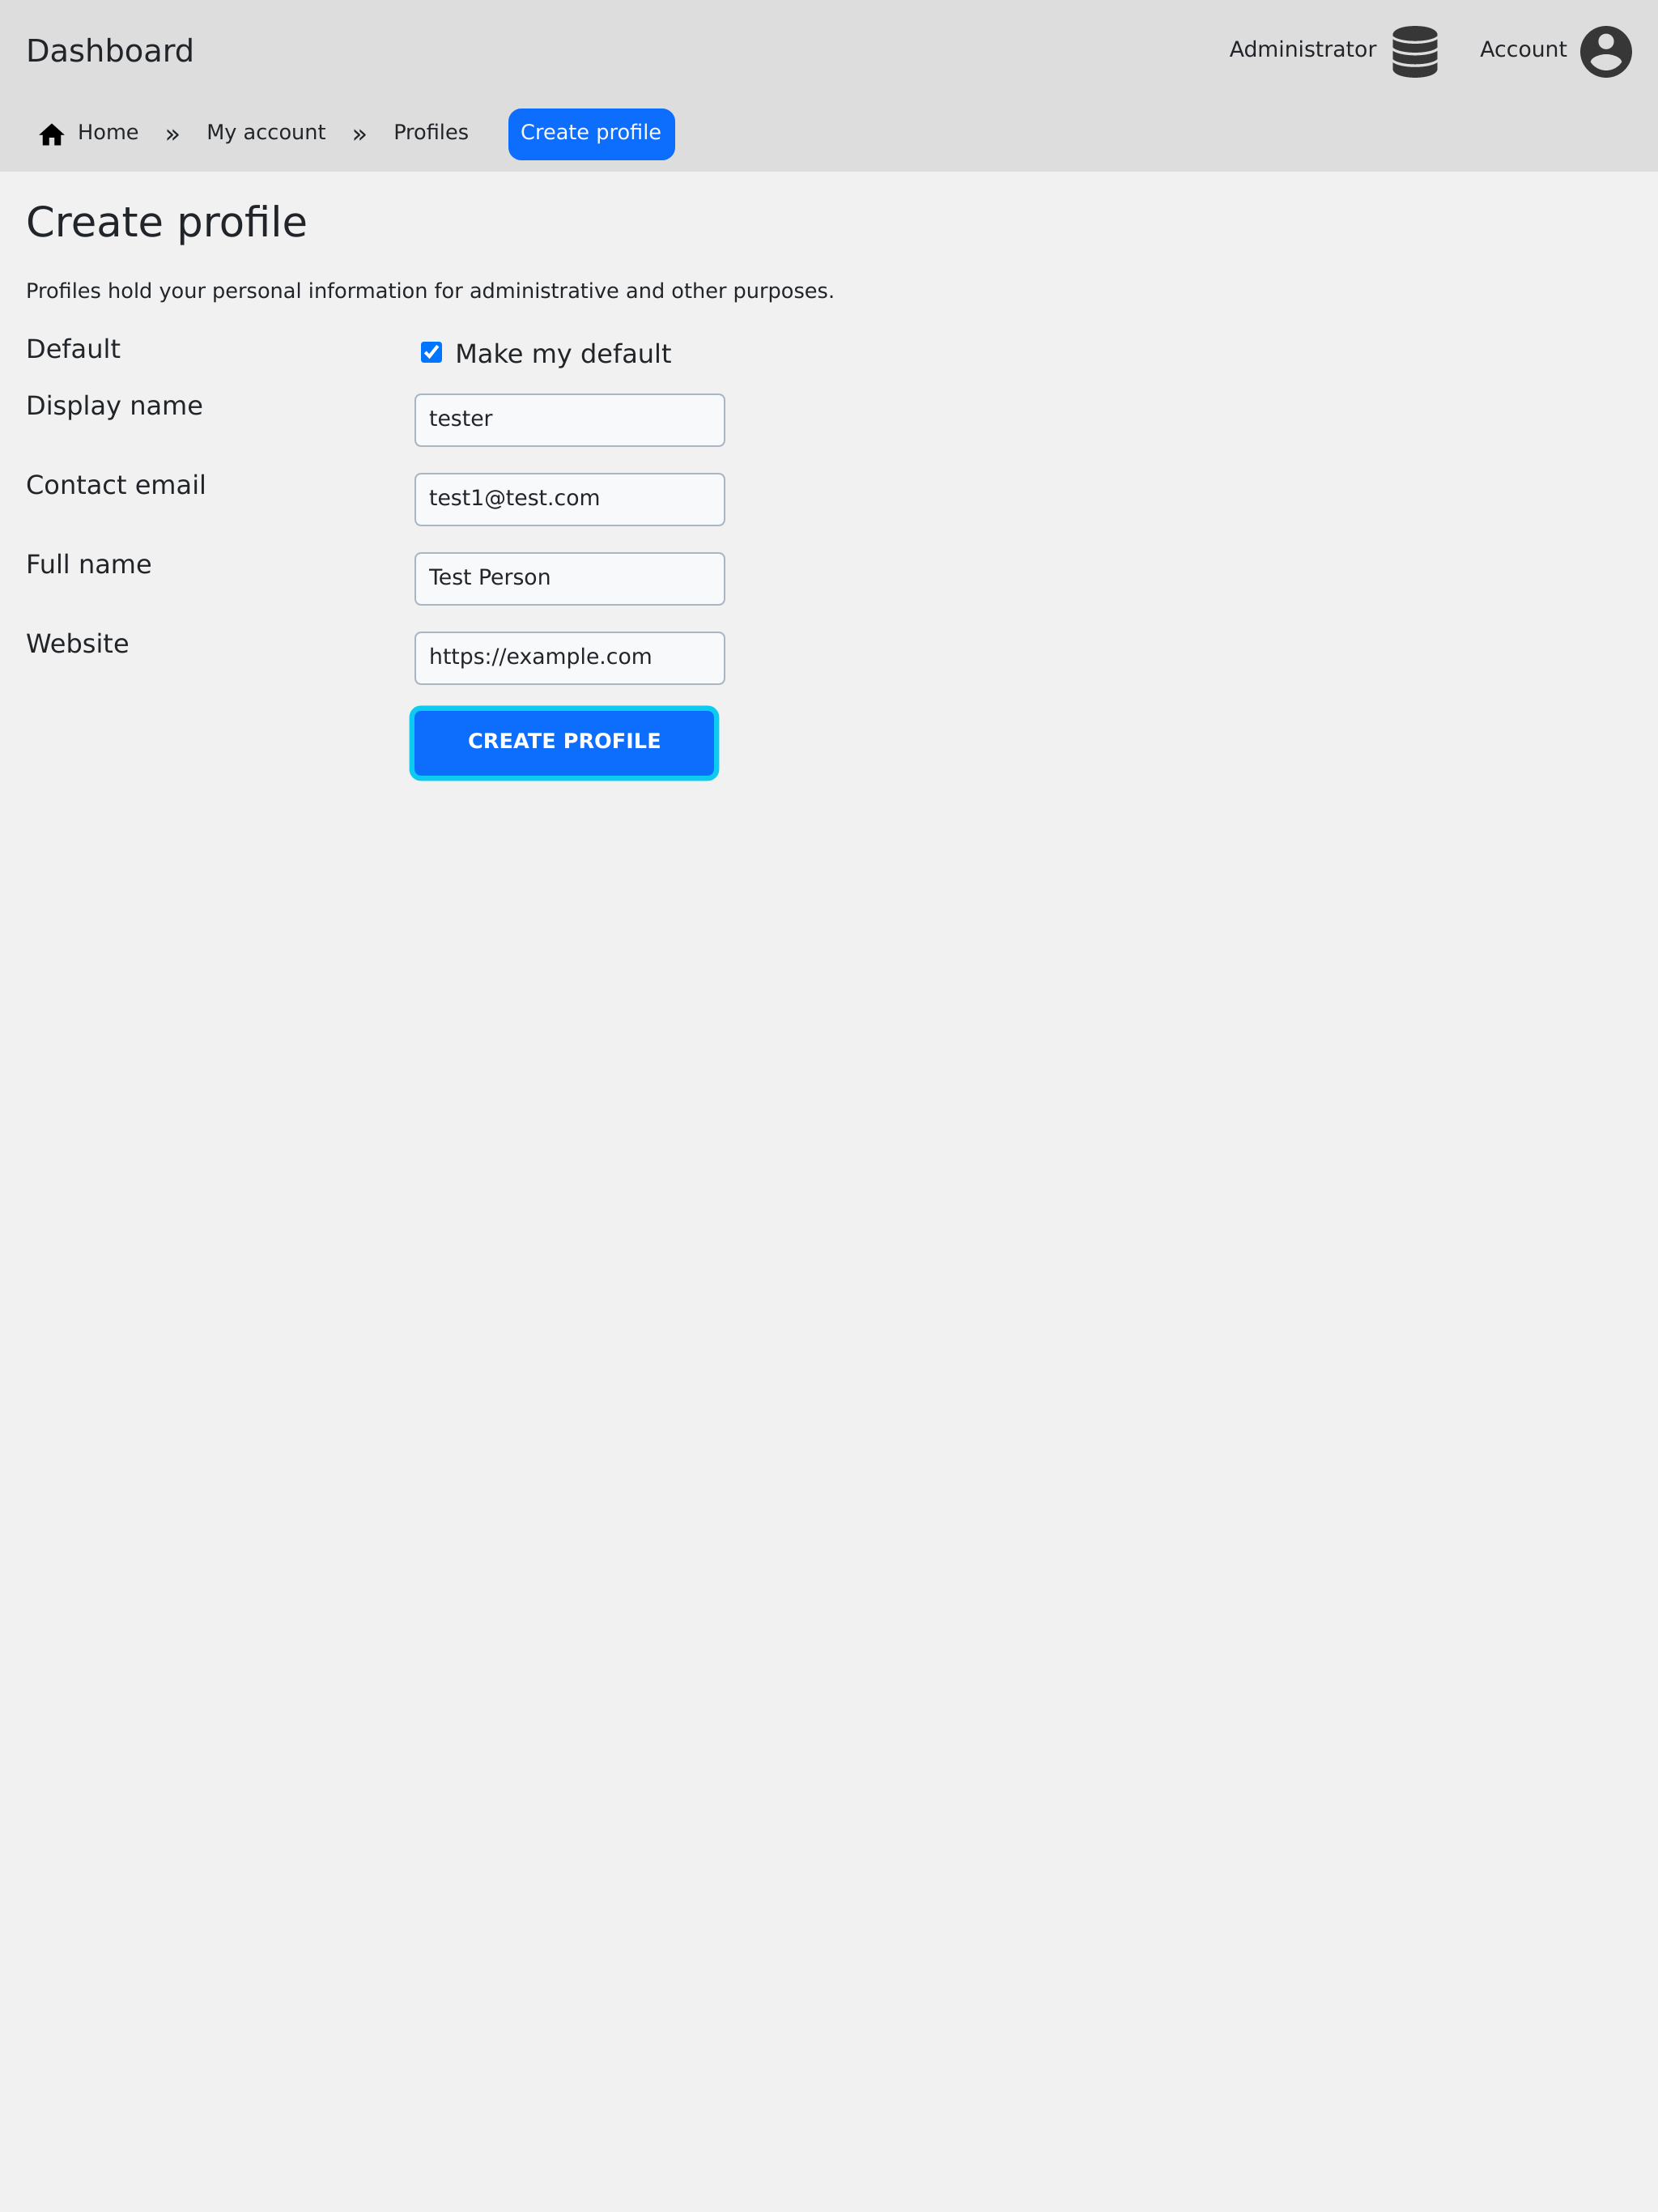 Dashboard
Administrator
Account
Home » My account » Profiles
Create profile
Create profile
Profiles hold your personal information for administrative and other purposes.
Default
Make my default
Display name
tester
Contact email
test1@test.com
Full name
Test Person
Website
https://example.com
CREATE PROFILE